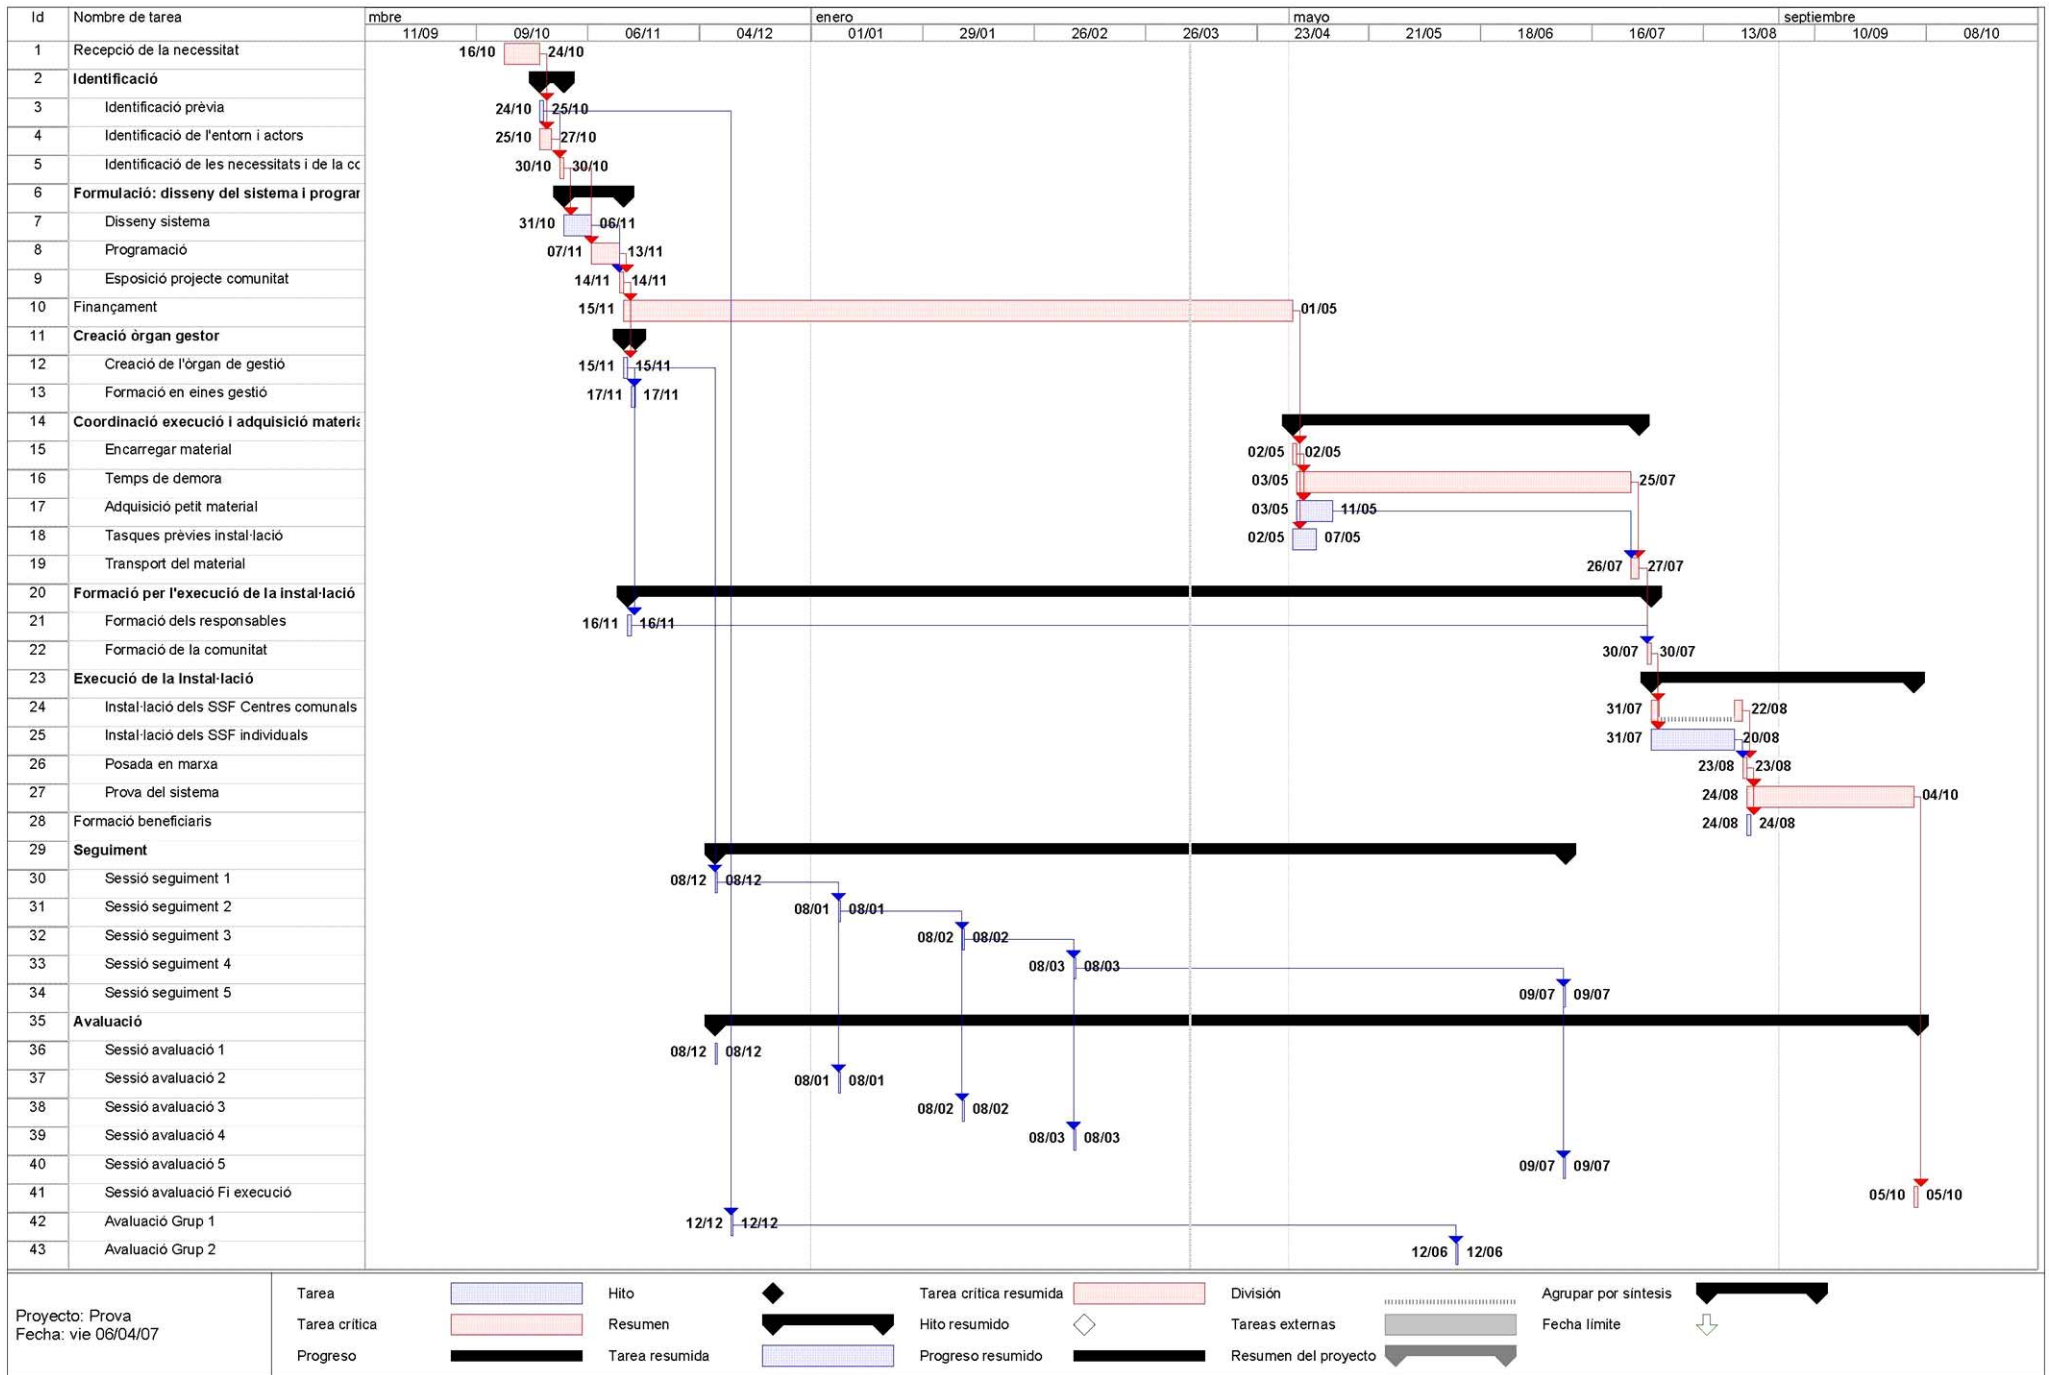 Id Nombre de tarea mbre enero mayo septiembre
11/09 09/10 06/11 04/12 01/01 29/01 26/02 26/03 23/04 21/05 18/06 16/07 13/08 10/09 08/10
1 Recepció de la necessitat 16/10 24/10
2 Identificació
3 Identificació prèvia 24/10 25/10
4 Identificació de l'entorn i actors 25/10 27/10
5 Identificació de les necessitats i de la cc 30/10 30/10
6 Formulació: disseny del sistema i prograr
7 Disseny sistema 31/10 06/11
8 Programació 07/11 13/11
9 Esposició projecte comunitat 14/11 14/11
10 Finançament 15/11 01/05
11 Creació òrgan gestor
12 Creació de l'òrgan de gestió 15/11 15/11
13 Formació en eines gestió 17/11 17/11
14 Coordinació execució i adquisició materia
15 Encarregar material 02/05 02/05
16 Temps de demora 03/05 25/07
17 Adquisició petit material 03/05 11/05
18 Tasques prèvies instal·lació 02/05 07/05
19 Transport del material 26/07 27/07
20 Formació per l'execució de la instal·lació
21 Formació dels responsables 16/11 16/11
22 Formació de la comunitat 30/07 30/07
23 Execució de la Instal·lació
24 Instal·lació dels SSF Centres comunals 31/07 22/08
25 Instal·lació dels SSF individuals 31/07 20/08
26 Posada en marxa 23/08 23/08
27 Prova del sistema 24/08 04/10
28 Formació beneficiaris 24/08 24/08
29 Seguiment
30 Sessió seguiment 1 08/12 08/12
31 Sessió seguiment 2 08/01 08/01
32 Sessió seguiment 3 08/02 08/02
33 Sessió seguiment 4 08/03 08/03
34 Sessió seguiment 5 09/07 09/07
35 Avaluació
36 Sessió avaluació 1 08/12 08/12
37 Sessió avaluació 2 08/01 08/01
38 Sessió avaluació 3 08/02 08/02
39 Sessió avaluació 4 08/03 08/03
40 Sessió avaluació 5 09/07 09/07
41 Sessió avaluació Fi execució 05/10 05/10
42 Avaluació Grup 1 12/12 12/12
43 Avaluació Grup 2 12/06 12/06
Proyecto: Prova
Fecha: vie 06/04/07
Tarea Hito Tarea crítica resumida División Agrupar por síntesis
Tarea crítica Resumen Hito resumido Tareas externas Fecha límite
Progreso Tarea resumida Progreso resumido Resumen del proyecto